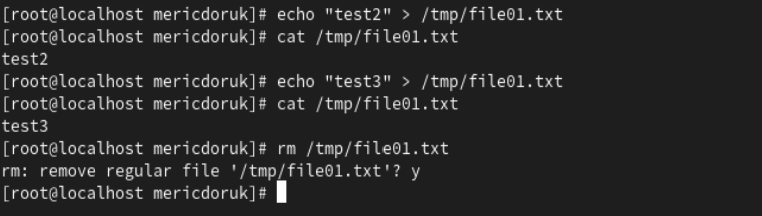 [root@localhost mericdoruk]# echo "test2" > /tmp/file01.txt
[root@localhost mericdoruk]# cat /tmp/file01.txt
test2
[root@localhost mericdoruk]# echo "test3" > /tmp/file01.txt
[root@localhost mericdoruk]# cat /tmp/file01.txt
test3
[root@localhost mericdoruk]# rm /tmp/file01.txt
rm: remove regular file '/tmp/file01.txt'? y
[root@localhost mericdoruk]#